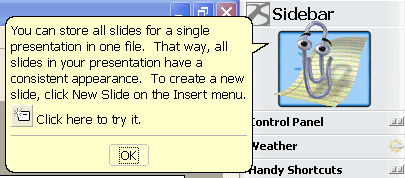 You can store all slides for a single
presentation in one file.  That way, all
slides in your presentation have a
consistent appearance.  To create a new
slide, click New Slide on the Insert menu.
Click here to try it.
OK
Sidebar
Control Panel
Weather
Handy Shortcuts